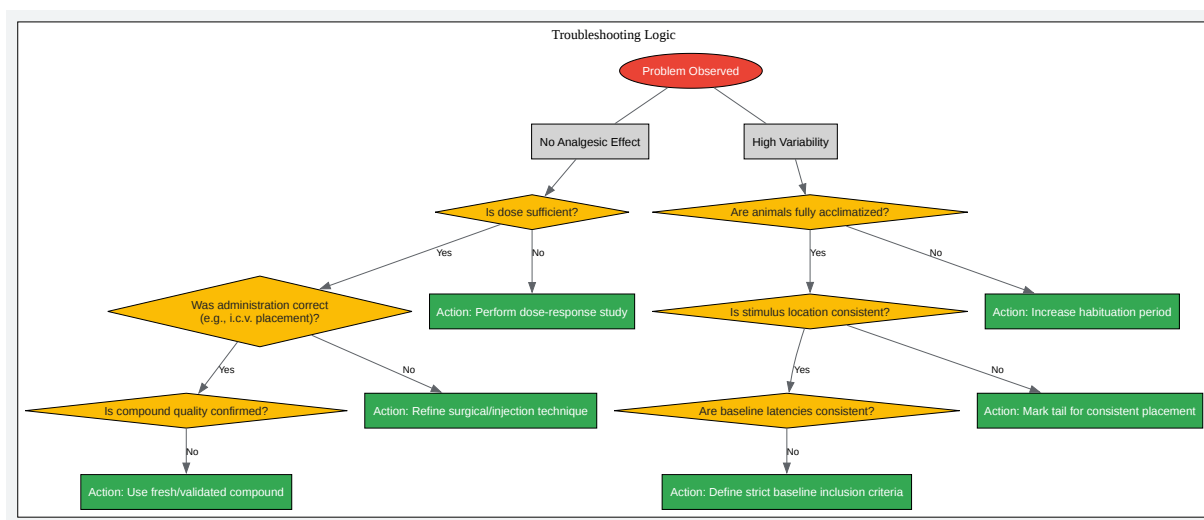 Troubleshooting Logic
Problem Observed
No Analgesic Effect
High Variability
Is dose sufficient?
Are animals fully acclimatized?
Yes
No
Yes
No
Was administration correct
(e.g., i.c.v. placement)?
Action: Perform dose-response study
Is stimulus location consistent?
Action: Increase habituation period
Yes
No
Yes
No
Is compound quality confirmed?
Action: Refine surgical/injection technique
Are baseline latencies consistent?
Action: Mark tail for consistent placement
No
No
Action: Use fresh/validated compound
Action: Define strict baseline inclusion criteria